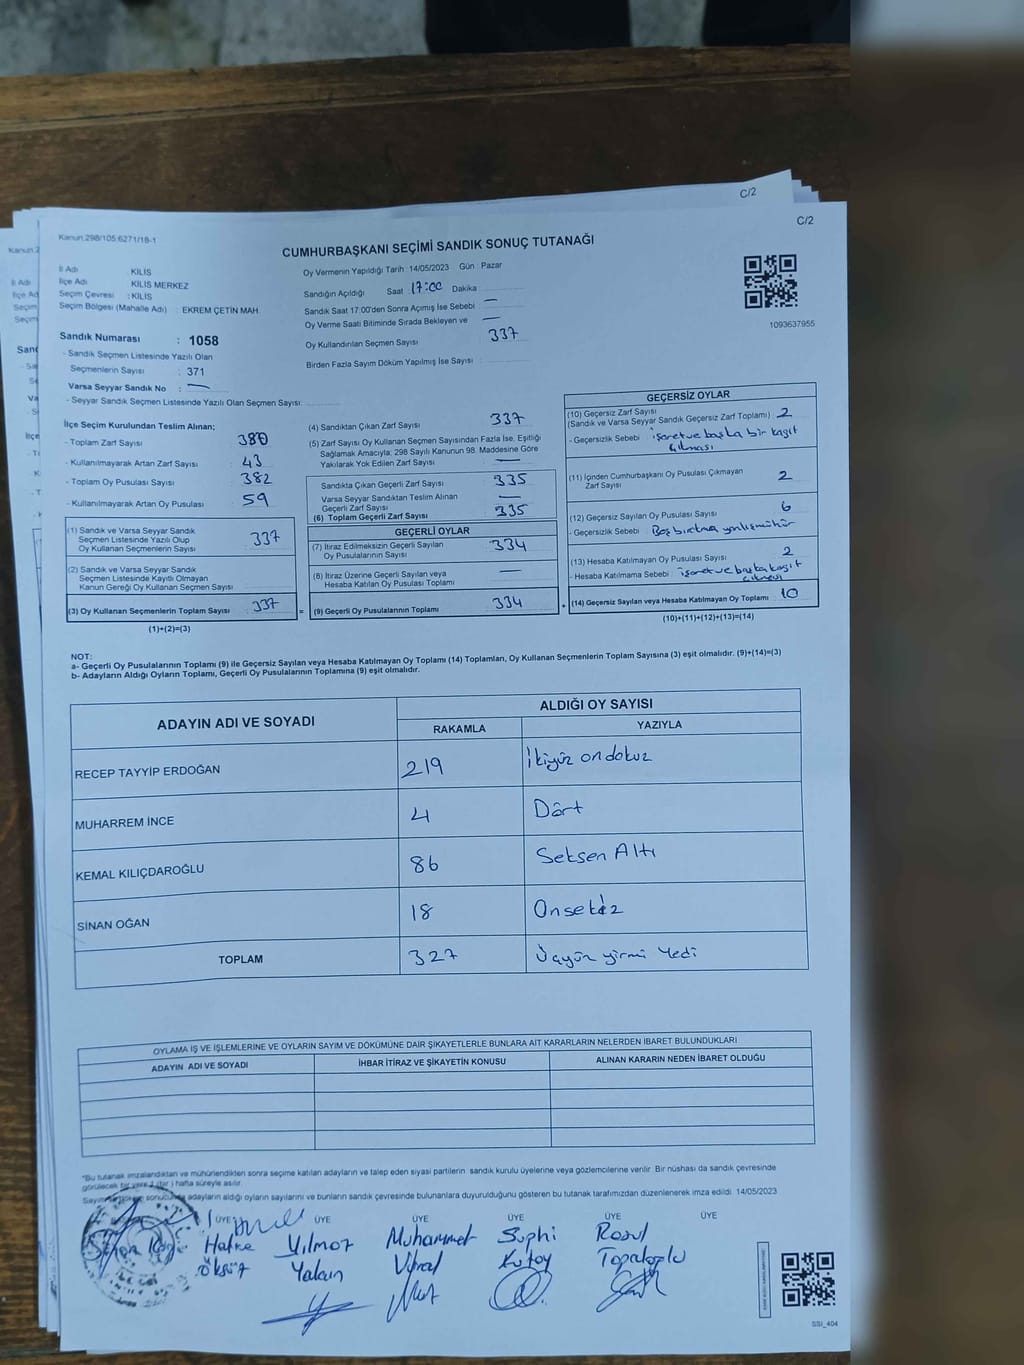 C/2
C/2
Kanun:298/105;6271/18-1
CUMHURBAŞKANI SEÇİMİ SANDIK SONUÇ TUTANAĞI
İl Adı KİLİS
İlçe Adı KİLİS MERKEZ
Seçim Çevresi : KİLİS
Seçim Bölgesi (Mahalle Adı) : EKREM ÇETİN MAH.
Sandık Numarası : 1058
- Sandık Seçmen Listesinde Yazılı Olan
Seçmenlerin Sayısı : 371
Varsa Seyyar Sandık No : —
- Seyyar Sandık Seçmen Listesinde Yazılı Olan Seçmen Sayısı:
Oy Vermenin Yapıldığı Tarih :14/05/2023 Gün Pazar
Sandığın Açıldığı Saat 17:00 Dakika
Sandık Saat 17:00'den Sonra Açımış İse Sebebi —
Oy Verme Saati Bitiminde Sırada Bekleyen ve —
Oy Kullandırılan Seçmen Sayısı 337
Birden Fazla Sayım Döküm Yapılmış İse Sayısı :
1093637955
İlçe Seçim Kurulundan Teslim Alınan;
- Toplam Zarf Sayısı 380
- Kullanılmayarak Artan Zarf Sayısı : 43
- Toplam Oy Pusulası Sayısı 382
- Kullanılmayarak Artan Oy Pusulası 59
(1) Sandık ve Varsa Seyyar Sandık
Seçmen Listesinde Yazılı Olup
Oy Kullanan Seçmenlerin Sayısı 337
(2) Sandık ve Varsa Seyyar Sandık
Seçmen Listesinde Kayıtlı Olmayan
Kanun Gereği Oy Kullanan Seçmen Sayısı
(3) Oy Kullanan Seçmenlerin Toplam Sayısı 337 =
(1)+(2)=(3)
(4) Sandıktan Çıkan Zarf Sayısı 337
(5) Zarf Sayısı Oy Kullanan Seçmen Sayısından Fazla İse, Eşitliği
Sağlamak Amacıyla, 298 Sayılı Kanunun 98. Maddesine Göre
Yakılarak Yok Edilen Zarf Sayısı —
Sandıkta Çıkan Geçerli Zarf Sayısı 335
Varsa Seyyar Sandıktan Teslim Alınan
Geçerli Zarf Sayısı —
(6) Toplam Geçerli Zarf Sayısı 335
GEÇERLİ OYLAR
(7) İtiraz Edilmeksizin Geçerli Sayılan
Oy Pusulalarının Sayısı 334
(8) İtiraz Üzerine Geçerli Sayılan veya
Hesaba Katılan Oy Pusulası Toplamı —
(9) Geçerli Oy Pusulalarının Toplamı 334 +
GEÇERSİZ OYLAR
(10) Geçersiz Zarf Sayısı
(Sandık ve Varsa Seyyar Sandık Geçersiz Zarf Toplamı) 2
- Geçersizlik Sebebi : işaret ve başka bir kagıt
çıkması
(11) İçinden Cumhurbaşkanı Oy Pusulası Çıkmayan
Zarf Sayısı 2
(12) Geçersiz Sayılan Oy Pusulası Sayısı : 6
- Geçersizlik Sebebi : Boş bırakma yanlış mühür
(13) Hesaba Katılmayan Oy Pusulası Sayısı 2
- Hesaba Katılmama Sebebi : işaret ve başka kagıt
çıkması
(14) Geçersiz Sayılan veya Hesaba Katılmayan Oy Toplamı 10
(10)+(11)+(12)+(13)=(14)
NOT:
a- Geçerli Oy Pusulalarının Toplamı (9) ile Geçersiz Sayılan veya Hesaba Katılmayan Oy Toplamı (14) Toplamları, Oy Kullanan Seçmenlerin Toplam Sayısına (3) eşit olmalıdır. (9)+(14)=(3)
b- Adayların Aldığı Oyların Toplamı, Geçerli Oy Pusulalarının Toplamına (9) eşit olmalıdır.
ADAYIN ADI VE SOYADI ALDIĞI OY SAYISI
RAKAMLA YAZIYLA
RECEP TAYYİP ERDOĞAN 219 İkiyüz ondokuz
MUHARREM İNCE 4 Dört
KEMAL KILIÇDAROĞLU 86 Seksen Altı
SİNAN OĞAN 18 Onsekiz
TOPLAM 327 Üçyüz yirmi Yedi
OYLAMA İŞ VE İŞLEMLERİNE VE OYLARIN SAYIM VE DÖKÜMÜNE DAİR ŞİKAYETLERLE BUNLARA AİT KARARLARIN NELERDEN İBARET BULUNDUKLARI
ADAYIN ADI VE SOYADI İHBAR İTİRAZ VE ŞİKAYETİN KONUSU ALINAN KARARIN NEDEN İBARET OLDUĞU
"Bu tutanak imzalandıktan ve mühürlendikten sonra seçime katılan adayların ve talep eden siyasi partilerin sandık kurulu üyelerine veya gözlemcilerine verilir. Bir nüshası da sandık çevresinde
görülecek bir yere 2 (bir) hafta süreyle asılır.
sonucunda adayların aldığı oyların sayılarını ve bunların sandık çevresinde bulunanlara duyurulduğunu gösteren bu tutanak tarafımızdan düzenlenerek imza edildi. 14/05/2023
ÜYE ÜYE ÜYE ÜYE ÜYE ÜYE
Yılmaz Muhammet Suphi Resul
Öksüz Yalçın Vural Kutay Topaloğlu
SSİ_404